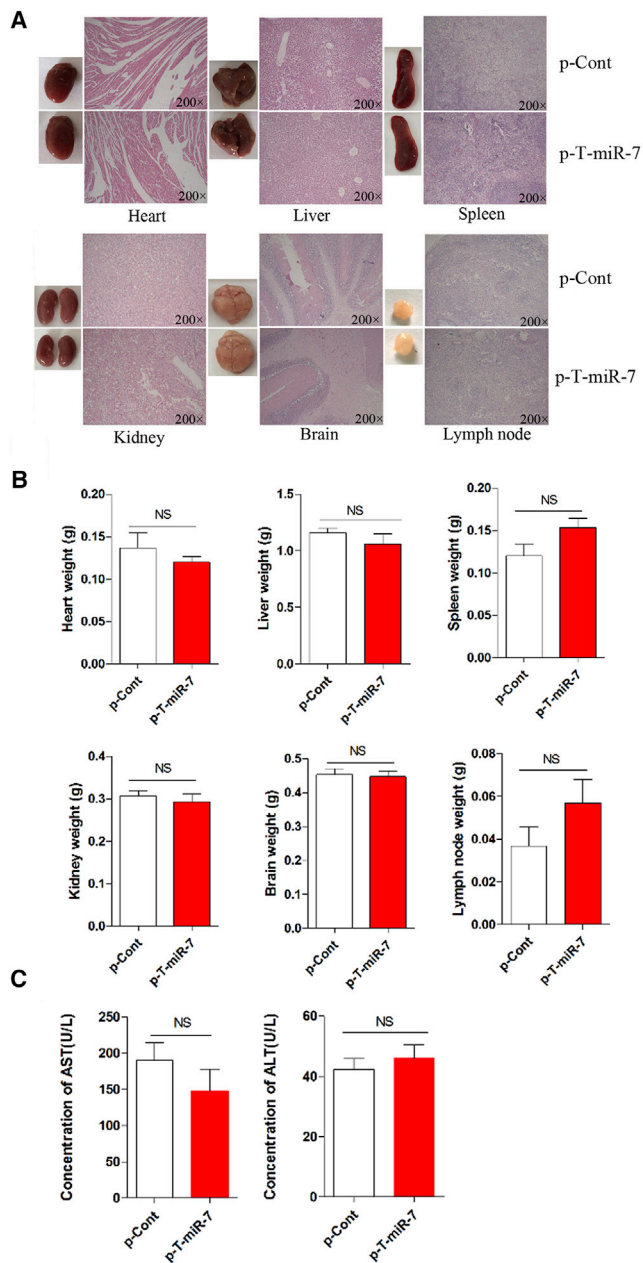 A
200×
200×
200×
p-Cont
200×
200×
200×
p-T-miR-7
Heart
Liver
Spleen
200×
200×
200×
p-Cont
200×
200×
200×
p-T-miR-7
Kidney
Brain
Lymph node
B
Heart weight (g)
0.20
0.15
0.10
0.05
0.00
NS
p-Cont
p-T-miR-7
Liver weight (g)
1.5
1.0
0.5
0.0
NS
p-Cont
p-T-miR-7
Spleen weight (g)
0.20
0.15
0.10
0.05
0.00
NS
p-Cont
p-T-miR-7
Kidney weight (g)
0.4
0.3
0.2
0.1
0.0
NS
p-Cont
p-T-miR-7
Brain weight (g)
0.5
0.4
0.3
0.2
0.1
0.0
NS
p-Cont
p-T-miR-7
Lymph node weight (g)
0.08
0.06
0.04
0.02
0.00
NS
p-Cont
p-T-miR-7
C
Concentration of AST(U/L)
250
200
150
100
50
0
NS
p-Cont
p-T-miR-7
Concentration of ALT(U/L)
60
40
20
0
NS
p-Cont
p-T-miR-7